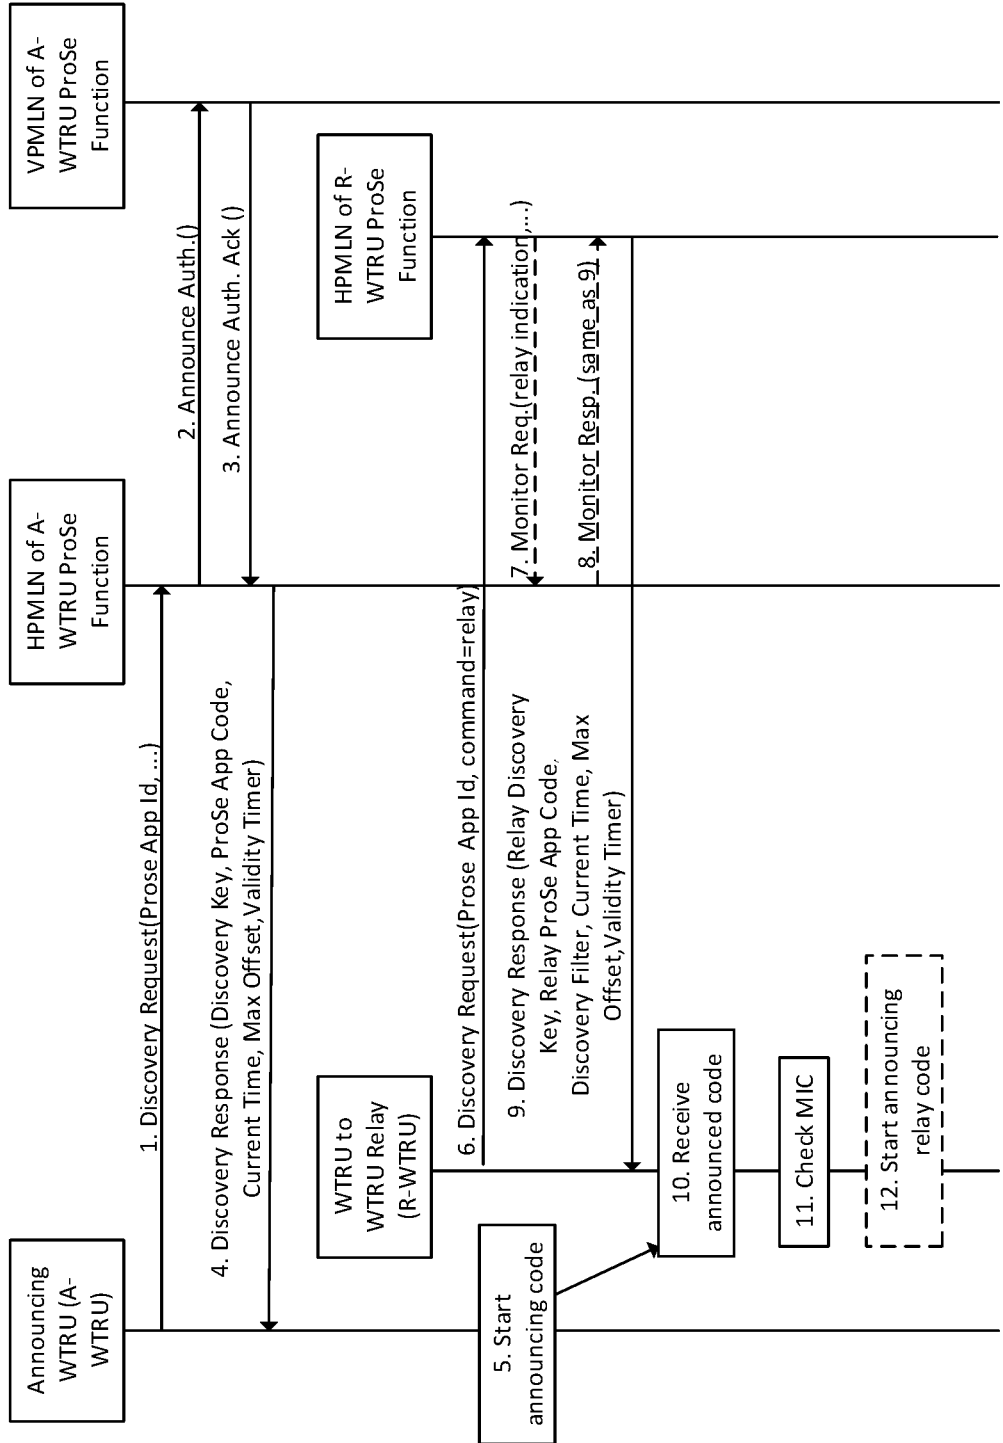 Announcing
WTRU (A-
WTRU)
HPMLN of A-
WTRU ProSe
Function
VPMLN of A-
WTRU ProSe
Function
1. Discovery Request(Prose App Id, ...)
2. Announce Auth.()
3. Announce Auth. Ack ()
4. Discovery Response (Discovery Key, ProSe App Code,
Current Time, Max Offset,Validity Timer)
WTRU to
WTRU Relay
(R-WTRU)
HPMLN of R-
WTRU ProSe
Function
5. Start
announcing code
6. Discovery Request(Prose App Id, command=relay)
7. Monitor Req.(relay indication,...)
8. Monitor Resp.(same as 9)
9. Discovery Response (Relay Discovery
Key, Relay ProSe App Code,
Discovery Filter, Current Time, Max
Offset,Validity Timer)
10. Receive
announced code
11. Check MIC
12. Start announcing
relay code